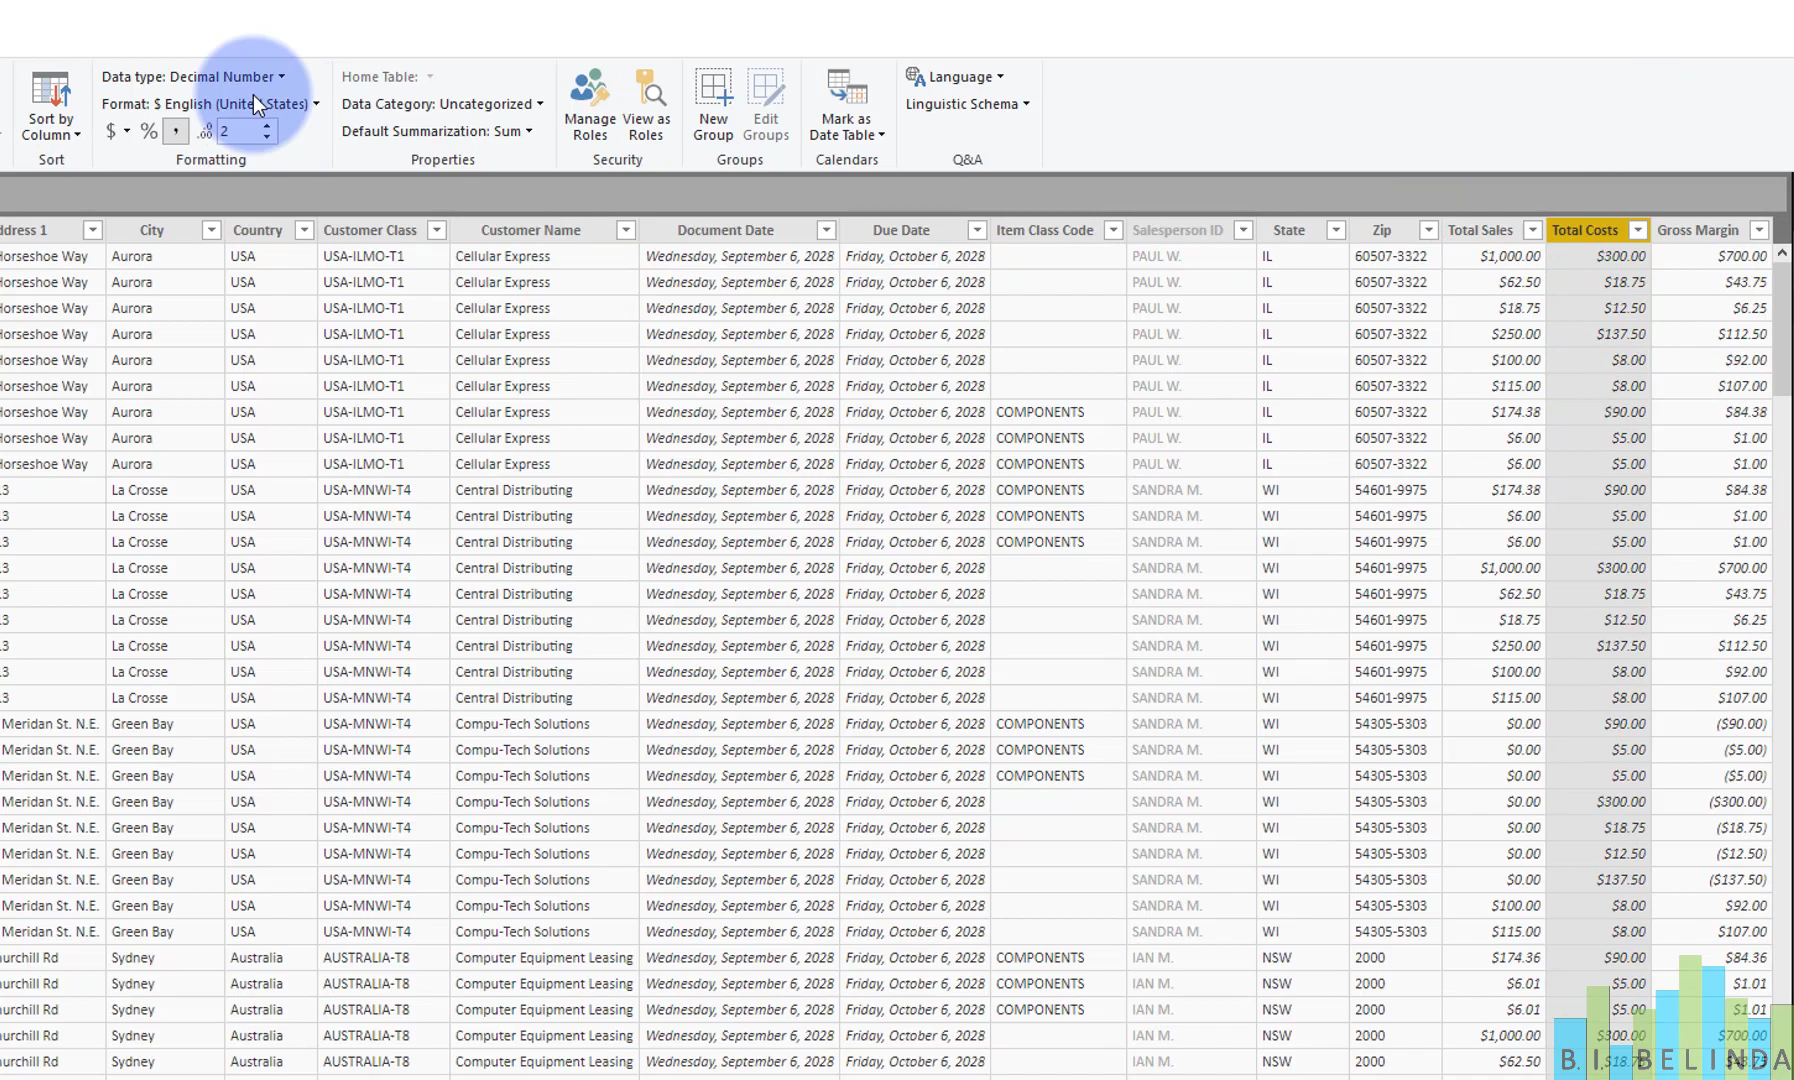 Data type: Decimal Number
Format: $ English (United States)
$ % , .00 2
Sort by
Column
Sort
Formatting
Home Table:
Data Category: Uncategorized
Default Summarization: Sum
Properties
Manage
Roles
View as
Roles
Security
New
Group
Edit
Groups
Groups
Mark as
Date Table
Calendars
Language
Linguistic Schema
Q&A
ddress 1 City Country Customer Class Customer Name Document Date Due Date Item Class Code Salesperson ID State Zip Total Sales Total Costs Gross Margin
Horseshoe Way Aurora USA USA-ILMO-T1 Cellular Express Wednesday, September 6, 2028 Friday, October 6, 2028 PAUL W. IL 60507-3322 $1,000.00 $300.00 $700.00
Horseshoe Way Aurora USA USA-ILMO-T1 Cellular Express Wednesday, September 6, 2028 Friday, October 6, 2028 PAUL W. IL 60507-3322 $62.50 $18.75 $43.75
Horseshoe Way Aurora USA USA-ILMO-T1 Cellular Express Wednesday, September 6, 2028 Friday, October 6, 2028 PAUL W. IL 60507-3322 $18.75 $12.50 $6.25
Horseshoe Way Aurora USA USA-ILMO-T1 Cellular Express Wednesday, September 6, 2028 Friday, October 6, 2028 PAUL W. IL 60507-3322 $250.00 $137.50 $112.50
Horseshoe Way Aurora USA USA-ILMO-T1 Cellular Express Wednesday, September 6, 2028 Friday, October 6, 2028 PAUL W. IL 60507-3322 $100.00 $8.00 $92.00
Horseshoe Way Aurora USA USA-ILMO-T1 Cellular Express Wednesday, September 6, 2028 Friday, October 6, 2028 PAUL W. IL 60507-3322 $115.00 $8.00 $107.00
Horseshoe Way Aurora USA USA-ILMO-T1 Cellular Express Wednesday, September 6, 2028 Friday, October 6, 2028 COMPONENTS PAUL W. IL 60507-3322 $174.38 $90.00 $84.38
Horseshoe Way Aurora USA USA-ILMO-T1 Cellular Express Wednesday, September 6, 2028 Friday, October 6, 2028 COMPONENTS PAUL W. IL 60507-3322 $6.00 $5.00 $1.00
Horseshoe Way Aurora USA USA-ILMO-T1 Cellular Express Wednesday, September 6, 2028 Friday, October 6, 2028 COMPONENTS PAUL W. IL 60507-3322 $6.00 $5.00 $1.00
13 La Crosse USA USA-MNWI-T4 Central Distributing Wednesday, September 6, 2028 Friday, October 6, 2028 COMPONENTS SANDRA M. WI 54601-9975 $174.38 $90.00 $84.38
13 La Crosse USA USA-MNWI-T4 Central Distributing Wednesday, September 6, 2028 Friday, October 6, 2028 COMPONENTS SANDRA M. WI 54601-9975 $6.00 $5.00 $1.00
13 La Crosse USA USA-MNWI-T4 Central Distributing Wednesday, September 6, 2028 Friday, October 6, 2028 COMPONENTS SANDRA M. WI 54601-9975 $6.00 $5.00 $1.00
13 La Crosse USA USA-MNWI-T4 Central Distributing Wednesday, September 6, 2028 Friday, October 6, 2028 SANDRA M. WI 54601-9975 $1,000.00 $300.00 $700.00
13 La Crosse USA USA-MNWI-T4 Central Distributing Wednesday, September 6, 2028 Friday, October 6, 2028 SANDRA M. WI 54601-9975 $62.50 $18.75 $43.75
13 La Crosse USA USA-MNWI-T4 Central Distributing Wednesday, September 6, 2028 Friday, October 6, 2028 SANDRA M. WI 54601-9975 $18.75 $12.50 $6.25
13 La Crosse USA USA-MNWI-T4 Central Distributing Wednesday, September 6, 2028 Friday, October 6, 2028 SANDRA M. WI 54601-9975 $250.00 $137.50 $112.50
13 La Crosse USA USA-MNWI-T4 Central Distributing Wednesday, September 6, 2028 Friday, October 6, 2028 SANDRA M. WI 54601-9975 $100.00 $8.00 $92.00
13 La Crosse USA USA-MNWI-T4 Central Distributing Wednesday, September 6, 2028 Friday, October 6, 2028 SANDRA M. WI 54601-9975 $115.00 $8.00 $107.00
Meridan St. N.E. Green Bay USA USA-MNWI-T4 Compu-Tech Solutions Wednesday, September 6, 2028 Friday, October 6, 2028 COMPONENTS SANDRA M. WI 54305-5303 $0.00 $90.00 ($90.00)
Meridan St. N.E. Green Bay USA USA-MNWI-T4 Compu-Tech Solutions Wednesday, September 6, 2028 Friday, October 6, 2028 COMPONENTS SANDRA M. WI 54305-5303 $0.00 $5.00 ($5.00)
Meridan St. N.E. Green Bay USA USA-MNWI-T4 Compu-Tech Solutions Wednesday, September 6, 2028 Friday, October 6, 2028 COMPONENTS SANDRA M. WI 54305-5303 $0.00 $5.00 ($5.00)
Meridan St. N.E. Green Bay USA USA-MNWI-T4 Compu-Tech Solutions Wednesday, September 6, 2028 Friday, October 6, 2028 SANDRA M. WI 54305-5303 $0.00 $300.00 ($300.00)
Meridan St. N.E. Green Bay USA USA-MNWI-T4 Compu-Tech Solutions Wednesday, September 6, 2028 Friday, October 6, 2028 SANDRA M. WI 54305-5303 $0.00 $18.75 ($18.75)
Meridan St. N.E. Green Bay USA USA-MNWI-T4 Compu-Tech Solutions Wednesday, September 6, 2028 Friday, October 6, 2028 SANDRA M. WI 54305-5303 $0.00 $12.50 ($12.50)
Meridan St. N.E. Green Bay USA USA-MNWI-T4 Compu-Tech Solutions Wednesday, September 6, 2028 Friday, October 6, 2028 SANDRA M. WI 54305-5303 $0.00 $137.50 ($137.50)
Meridan St. N.E. Green Bay USA USA-MNWI-T4 Compu-Tech Solutions Wednesday, September 6, 2028 Friday, October 6, 2028 SANDRA M. WI 54305-5303 $100.00 $8.00 $92.00
Meridan St. N.E. Green Bay USA USA-MNWI-T4 Compu-Tech Solutions Wednesday, September 6, 2028 Friday, October 6, 2028 SANDRA M. WI 54305-5303 $115.00 $8.00 $107.00
urchill Rd Sydney Australia AUSTRALIA-T8 Computer Equipment Leasing Wednesday, September 6, 2028 Friday, October 6, 2028 COMPONENTS IAN M. NSW 2000 $174.36 $90.00 $84.36
urchill Rd Sydney Australia AUSTRALIA-T8 Computer Equipment Leasing Wednesday, September 6, 2028 Friday, October 6, 2028 COMPONENTS IAN M. NSW 2000 $6.01 $5.00 $1.01
urchill Rd Sydney Australia AUSTRALIA-T8 Computer Equipment Leasing Wednesday, September 6, 2028 Friday, October 6, 2028 COMPONENTS IAN M. NSW 2000 $6.01 $5.00 $1.01
urchill Rd Sydney Australia AUSTRALIA-T8 Computer Equipment Leasing Wednesday, September 6, 2028 Friday, October 6, 2028 IAN M. NSW 2000 $1,000.00 $300.00 $700.00
urchill Rd Sydney Australia AUSTRALIA-T8 Computer Equipment Leasing Wednesday, September 6, 2028 Friday, October 6, 2028 IAN M. NSW 2000 $62.50 $18.75 $43.75
B.I. BELINDA